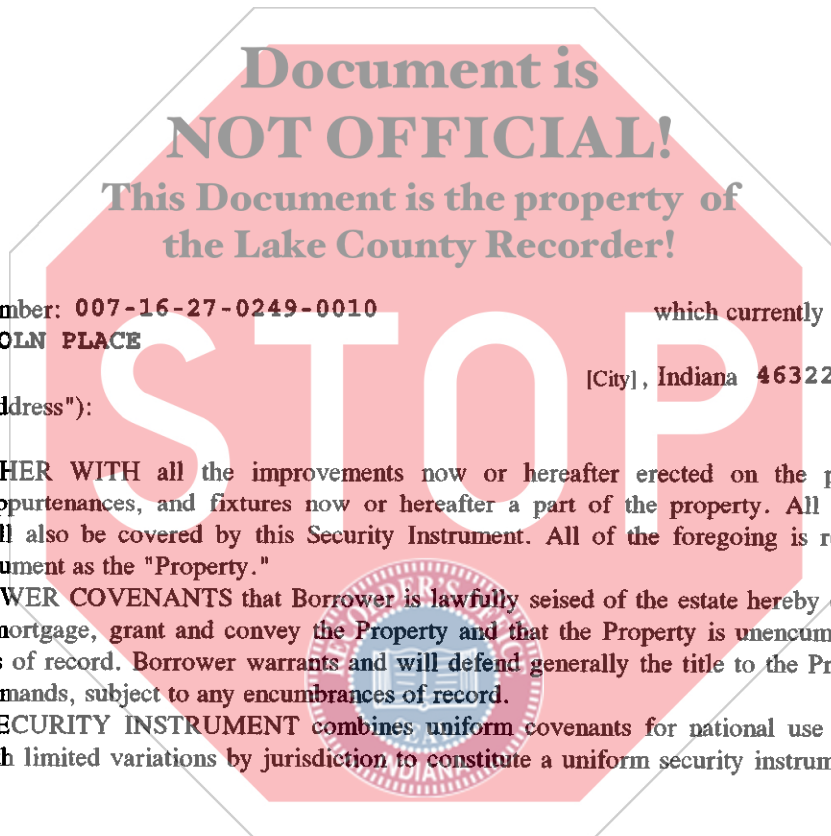 Document is
NOT OFFICIAL!
This Document is the property of
the Lake County Recorder!
mber: 007-16-27-0249-0010 which currently
OLN PLACE
[City], Indiana 46322
ddress"):
STOP
HER WITH all the improvements now or hereafter erected on the p
ppurtenances, and fixtures now or hereafter a part of the property. All
ll also be covered by this Security Instrument. All of the foregoing is r
ument as the "Property."
WER COVENANTS that Borrower is lawfully seised of the estate hereby
mortgage, grant and convey the Property and that the Property is unencum
s of record. Borrower warrants and will defend generally the title to the Pr
mands, subject to any encumbrances of record.
ECURITY INSTRUMENT combines uniform covenants for national use
h limited variations by jurisdiction to constitute a uniform security instrum
SEAL
INDIANA